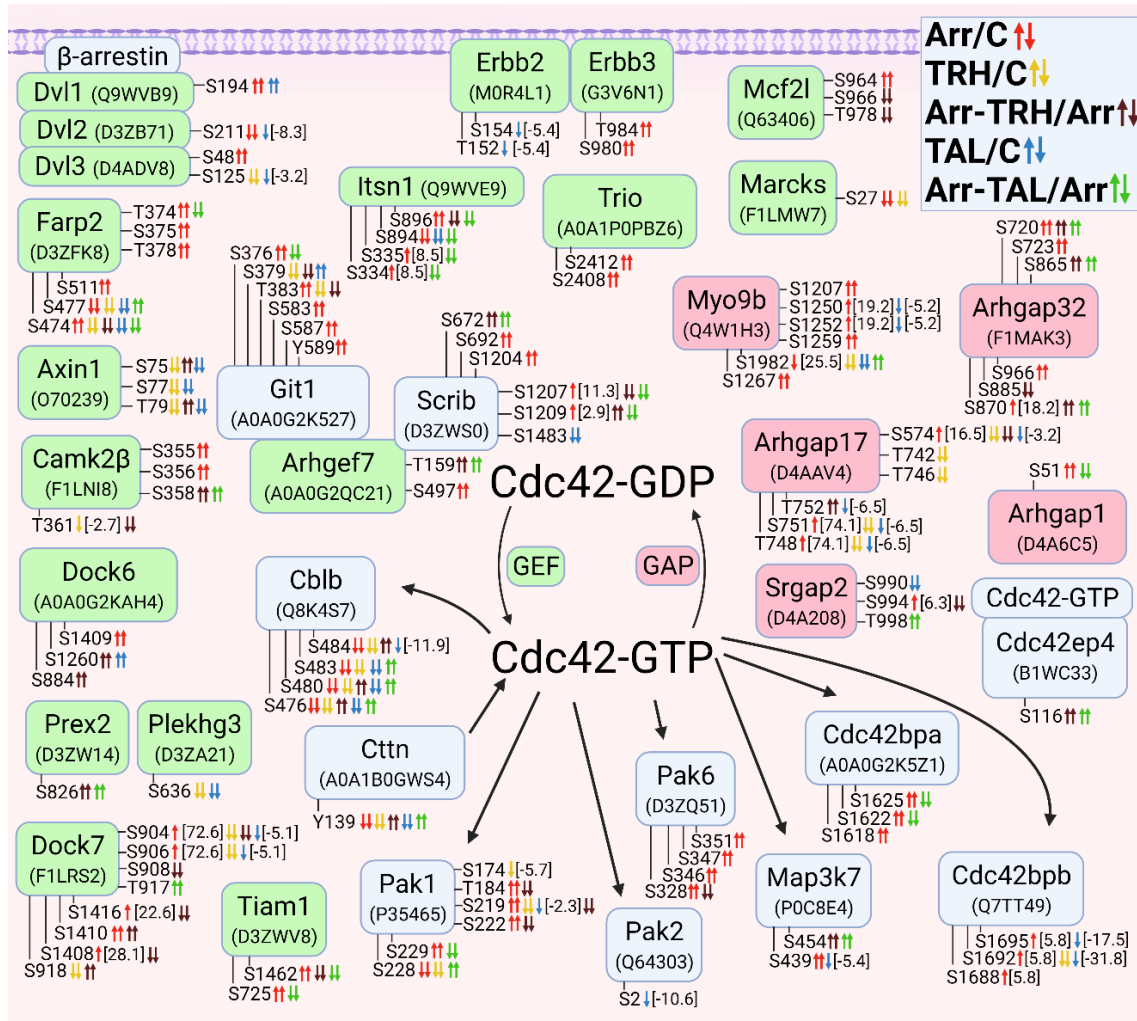 β-arrestin
Dvl1 (Q9WVB9)
S194 ↑↑ ↑↑
Dvl2 (D3ZB71)
S211 ↓↓ ↓[-8.3]
Dvl3 (D4ADV8)
S48 ↑↑
S125 ↓↓ ↓[-3.2]
Erbb2
(M0R4L1)
S154 ↓[-5.4]
T152 ↓[-5.4]
Erbb3
(G3V6N1)
T984 ↑↑
S980 ↑↑
Mcf2l
(Q63406)
S964 ↑↑
S966 ↓↓
T978 ↓↓
Arr/C ↑↓
TRH/C ↑↓
Arr-TRH/Arr ↑↓
TAL/C ↑↓
Arr-TAL/Arr ↑↓
Farp2
(D3ZFK8)
T374 ↑↑ ↓↓
S375 ↑↑
T378 ↑↑
S511 ↑↑
S477 ↓↓ ↓↓ ↓↓ ↑↑
S474 ↑↑ ↓↓ ↓↓ ↓↓ ↓↓
Itsn1 (Q9WVE9)
S896 ↑↑ ↓↓ ↓↓
S894 ↓↓ ↓↓ ↓↓
S335 ↑[8.5] ↓↓
S334 ↑[8.5] ↓↓
Trio
(A0A1P0PBZ6)
S2412 ↑↑
S2408 ↑↑
Marcks
(F1LMW7)
S27 ↓↓ ↓↓
S376 ↑↑ ↓↓
S379 ↓↓ ↓↓ ↑↑
T383 ↑↑ ↓↓ ↓↓
S583 ↑↑
S587 ↑↑
Y589 ↑↑
Git1
(A0A0G2K527)
S672 ↑↑ ↑↑
S692 ↑↑
S1204 ↑↑
Scrib
(D3ZWS0)
S1207 ↑[11.3] ↓↓ ↓↓
S1209 ↑[2.9] ↑↑ ↓↓
S1483 ↓↓
Arhgef7
(A0A0G2QC21)
T159 ↑↑ ↑↑
S497 ↑↑
Myo9b
(Q4W1H3)
S1207 ↑↑
S1250 ↑[19.2] ↓[-5.2]
S1252 ↑[19.2] ↓[-5.2]
S1259 ↑↑
S1982 ↓[25.5] ↓↓ ↓↓ ↑↑
S1267 ↑↑
S720 ↑↑ ↑↑ ↑↑
S723 ↑↑
S865 ↑↑ ↑↑
Arhgap32
(F1MAK3)
S966 ↑↑
S885 ↓↓
S870 ↑[18.2] ↑↑ ↑↑
Axin1
(O70239)
S75 ↓↓ ↑↑ ↓↓
S77 ↓↓ ↓↓
T79 ↓↓ ↑↑ ↓↓
Camk2β
(F1LNI8)
S355 ↑↑
S356 ↑↑
S358 ↑↑ ↑↑
T361 ↓[-2.7] ↓↓
Arhgap17
(D4AAV4)
S574 ↑[16.5] ↓↓ ↓↓ ↓[-3.2]
T742 ↓↓
T746 ↓↓
T752 ↑↑ ↓[-6.5]
S751 ↑[74.1] ↓↓ ↓[-6.5]
T748 ↑[74.1] ↓↓ ↓[-6.5]
S51 ↑↑ ↓↓
Arhgap1
(D4A6C5)
Cdc42-GDP
GEF
GAP
Cdc42-GTP
Dock6
(A0A0G2KAH4)
S1409 ↑↑
S1260 ↑↑ ↑↑
S884 ↑↑
Cblb
(Q8K4S7)
S484 ↓↓ ↓↓ ↑↑ ↓[-11.9]
S483 ↓↓ ↓↓ ↓↓ ↑↑
S480 ↓↓ ↓↓ ↑↑ ↓↓ ↑↑
S476 ↓↓ ↓↓ ↑↑ ↓↓ ↑↑
Srgap2
(D4A208)
S990 ↓↓
S994 ↑[6.3] ↓↓
T998 ↑↑
Cdc42-GTP
Cdc42ep4
(B1WC33)
S116 ↑↑ ↑↑
Prex2
(D3ZW14)
S826 ↑↑ ↑↑
Plekhg3
(D3ZA21)
S636 ↓↓ ↓↓
Cttn
(A0A1B0GWS4)
Y139 ↓↓ ↓↓ ↑↑ ↓↓ ↑↑
Pak6
(D3ZQ51)
S351 ↑↑
S347 ↑↑
S346 ↑↑
S328 ↑↑ ↓↓
Cdc42bpa
(A0A0G2K5Z1)
S1625 ↑↑ ↓↓
S1622 ↑↑ ↓↓
S1618 ↑↑
Dock7
(F1LRS2)
S904 ↑[72.6] ↓↓ ↓↓ ↓[-5.1]
S906 ↑[72.6] ↓↓ ↓[-5.1]
S908 ↓↓
T917 ↑↑
S1416 ↑[22.6] ↓↓
S1410 ↑↑ ↑↑
S1408 ↑[28.1] ↓↓
S918 ↓↓ ↑↑
Tiam1
(D3ZWV8)
S1462 ↑↑ ↓↓ ↓↓
S725 ↑↑ ↓↓
Pak1
(P35465)
S174 ↓[-5.7]
T184 ↑↑ ↓↓
S219 ↑↑ ↓↓ ↓[-2.3] ↓↓
S222 ↑↑ ↓↓
S229 ↑↑ ↓↓
S228 ↓↓ ↓↓ ↑↑
Pak2
(Q64303)
S2 ↓[-10.6]
Map3k7
(P0C8E4)
S454 ↑↑ ↑↑
S439 ↑↑ ↓[-5.4]
Cdc42bpb
(Q7TT49)
S1695 ↑[5.8] ↓[-17.5]
S1692 ↑[5.8] ↓↓ ↓[-31.8]
S1688 ↑[5.8]